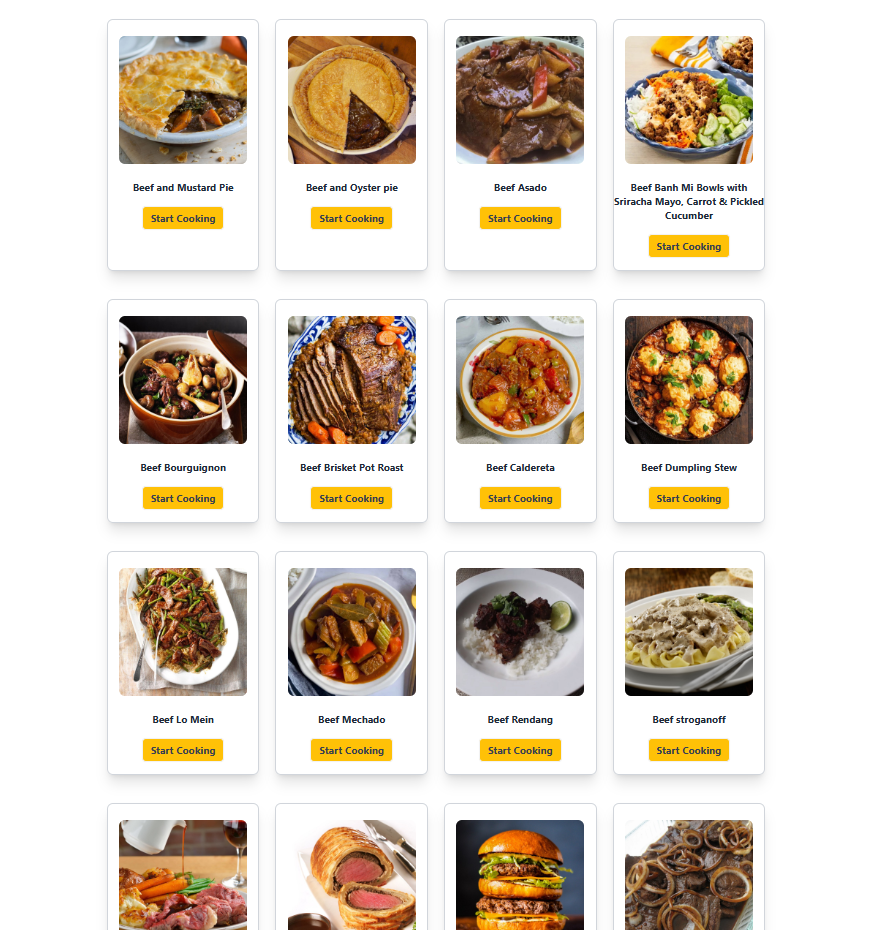 Beef and Mustard Pie
Start Cooking
Beef and Oyster pie
Start Cooking
Beef Asado
Start Cooking
Beef Banh Mi Bowls with
Sriracha Mayo, Carrot & Pickled
Cucumber
Start Cooking
Beef Bourguignon
Start Cooking
Beef Brisket Pot Roast
Start Cooking
Beef Caldereta
Start Cooking
Beef Dumpling Stew
Start Cooking
Beef Lo Mein
Start Cooking
Beef Mechado
Start Cooking
Beef Rendang
Start Cooking
Beef stroganoff
Start Cooking